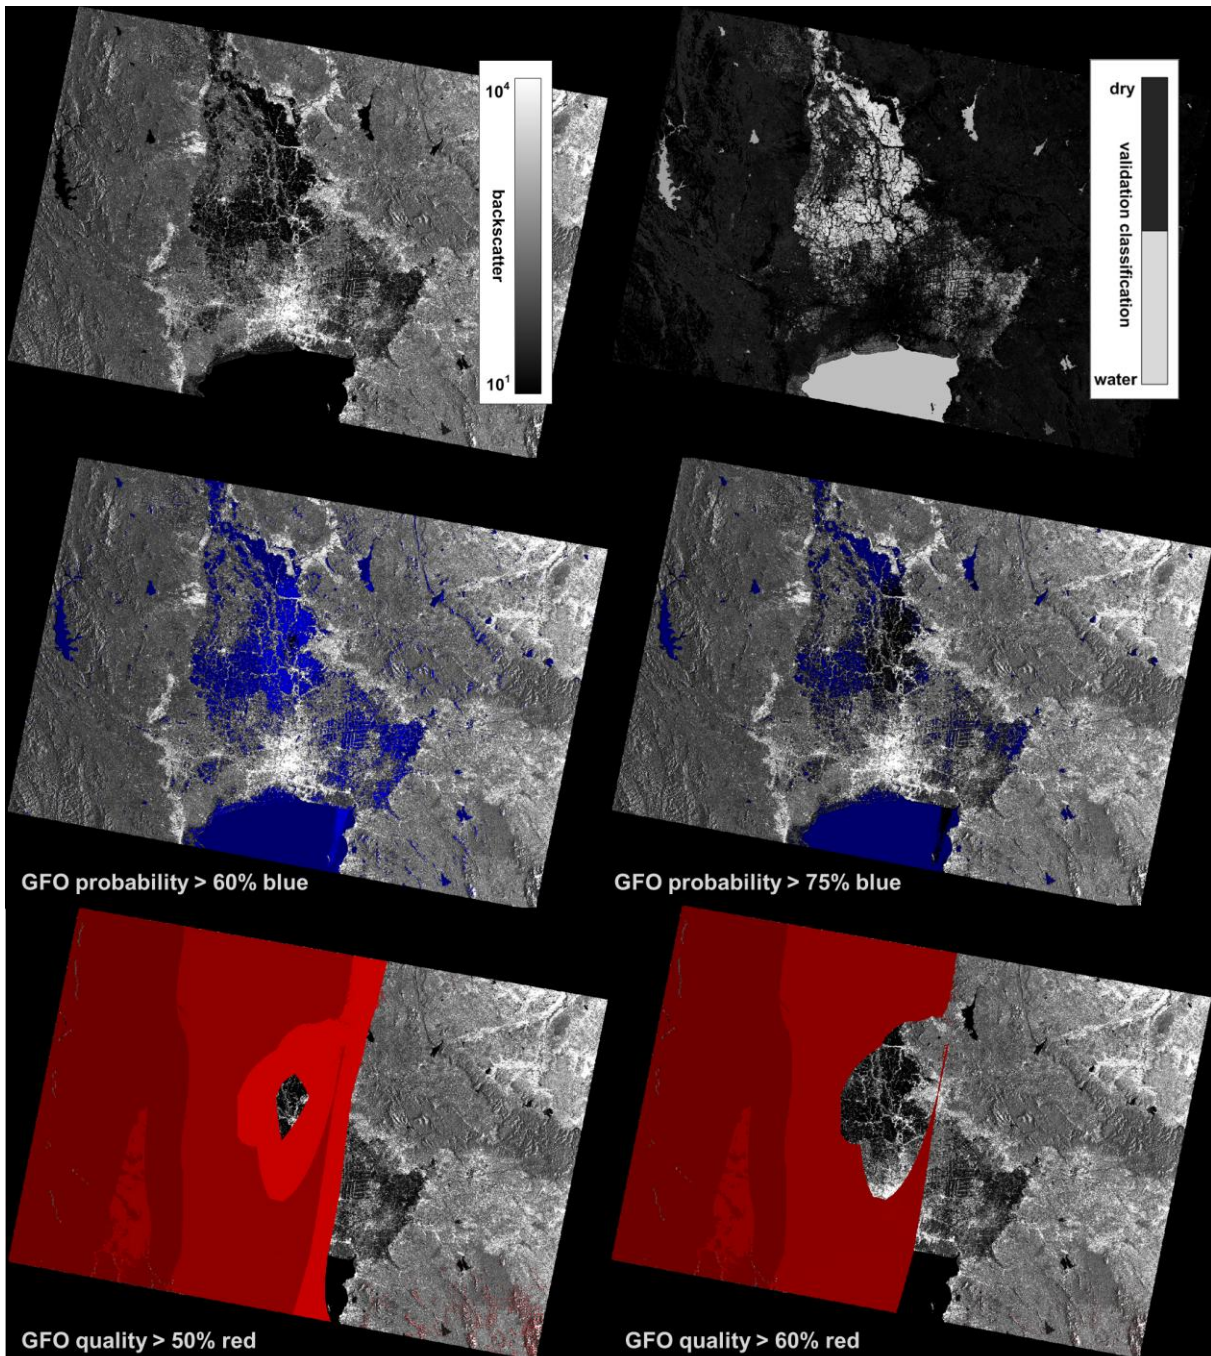 10⁴
backscatter
10¹
dry
validation classification
water
GFO probability > 60% blue
GFO probability > 75% blue
GFO quality > 50% red
GFO quality > 60% red